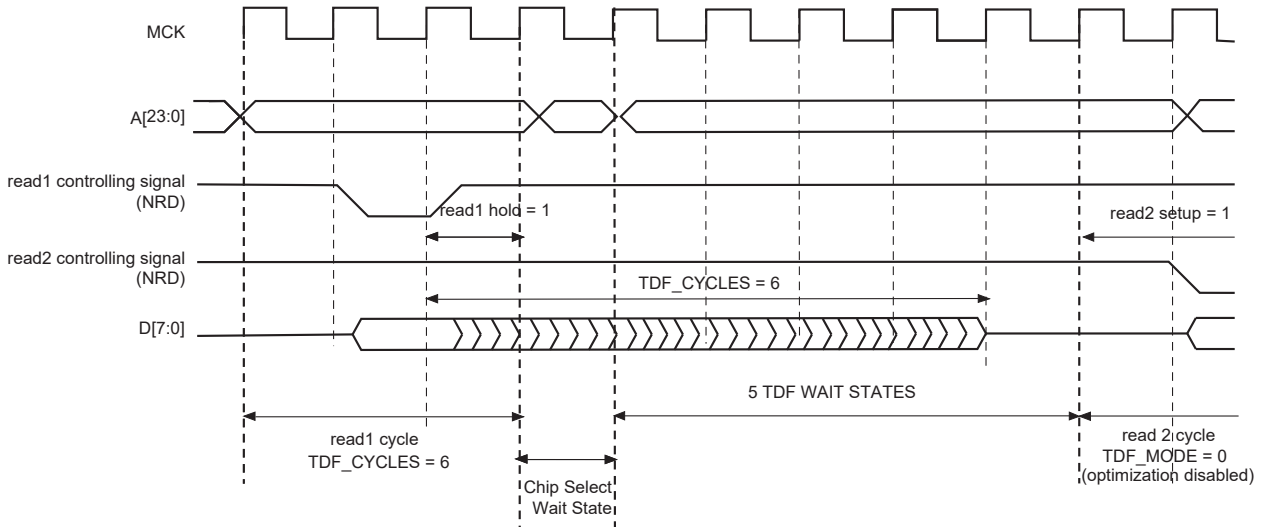 MCK
A[23:0]
read1 controlling signal
(NRD)
read1 hold = 1
read2 setup = 1
read2 controlling signal
(NRD)
TDF_CYCLES = 6
D[7:0]
5 TDF WAIT STATES
read1 cycle
TDF_CYCLES = 6
read 2 cycle
TDF_MODE = 0
(optimization disabled)
Chip Select
Wait State